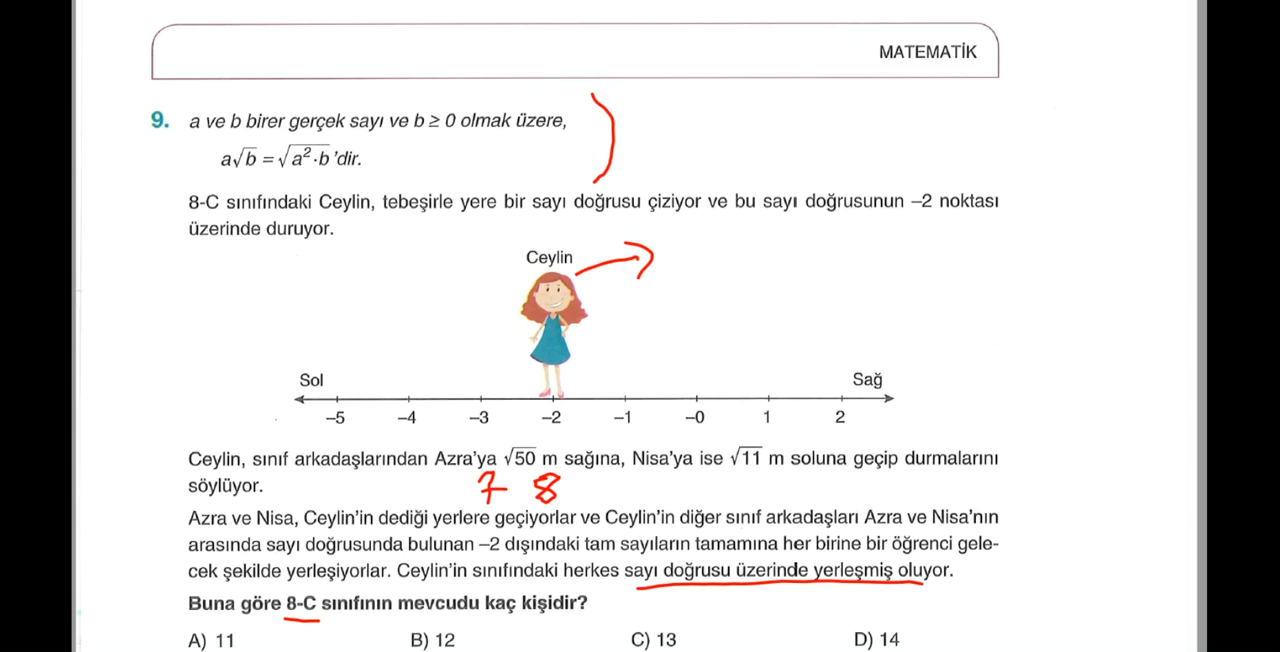 MATEMATİK
9. a ve b birer gerçek sayı ve b ≥ 0 olmak üzere,
a√b = √a²·b 'dir.
8-C sınıfındaki Ceylin, tebeşirle yere bir sayı doğrusu çiziyor ve bu sayı doğrusunun –2 noktası
üzerinde duruyor.
Ceylin
Sol Sağ
–5 –4 –3 –2 –1 –0 1 2
Ceylin, sınıf arkadaşlarından Azra'ya √50 m sağına, Nisa'ya ise √11 m soluna geçip durmalarını
söylüyor.
7 8
Azra ve Nisa, Ceylin'in dediği yerlere geçiyorlar ve Ceylin'in diğer sınıf arkadaşları Azra ve Nisa'nın
arasında sayı doğrusunda bulunan –2 dışındaki tam sayıların tamamına her birine bir öğrenci gele-
cek şekilde yerleşiyorlar. Ceylin'in sınıfındaki herkes sayı doğrusu üzerinde yerleşmiş oluyor.
Buna göre 8-C sınıfının mevcudu kaç kişidir?
A) 11 B) 12 C) 13 D) 14